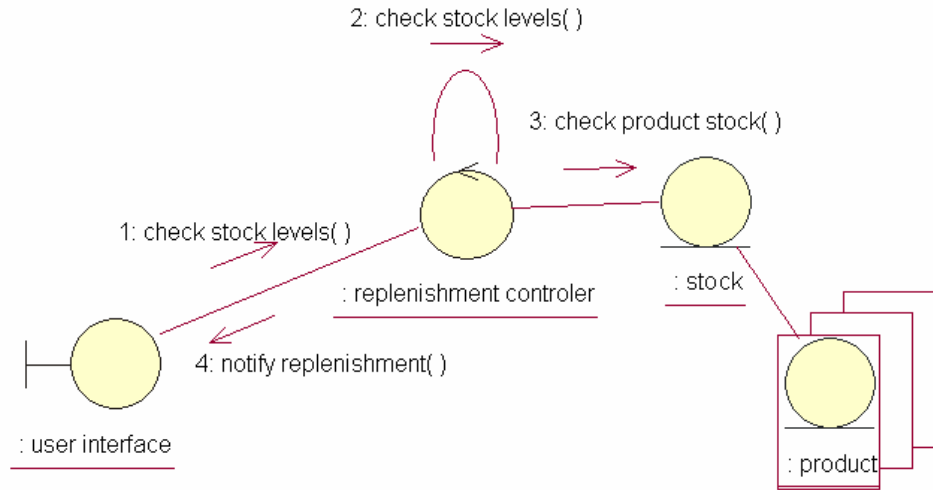 2: check stock levels( )
3: check product stock( )
1: check stock levels( )
: stock
: replenishment controler
4: notify replenishment( )
: user interface
: product